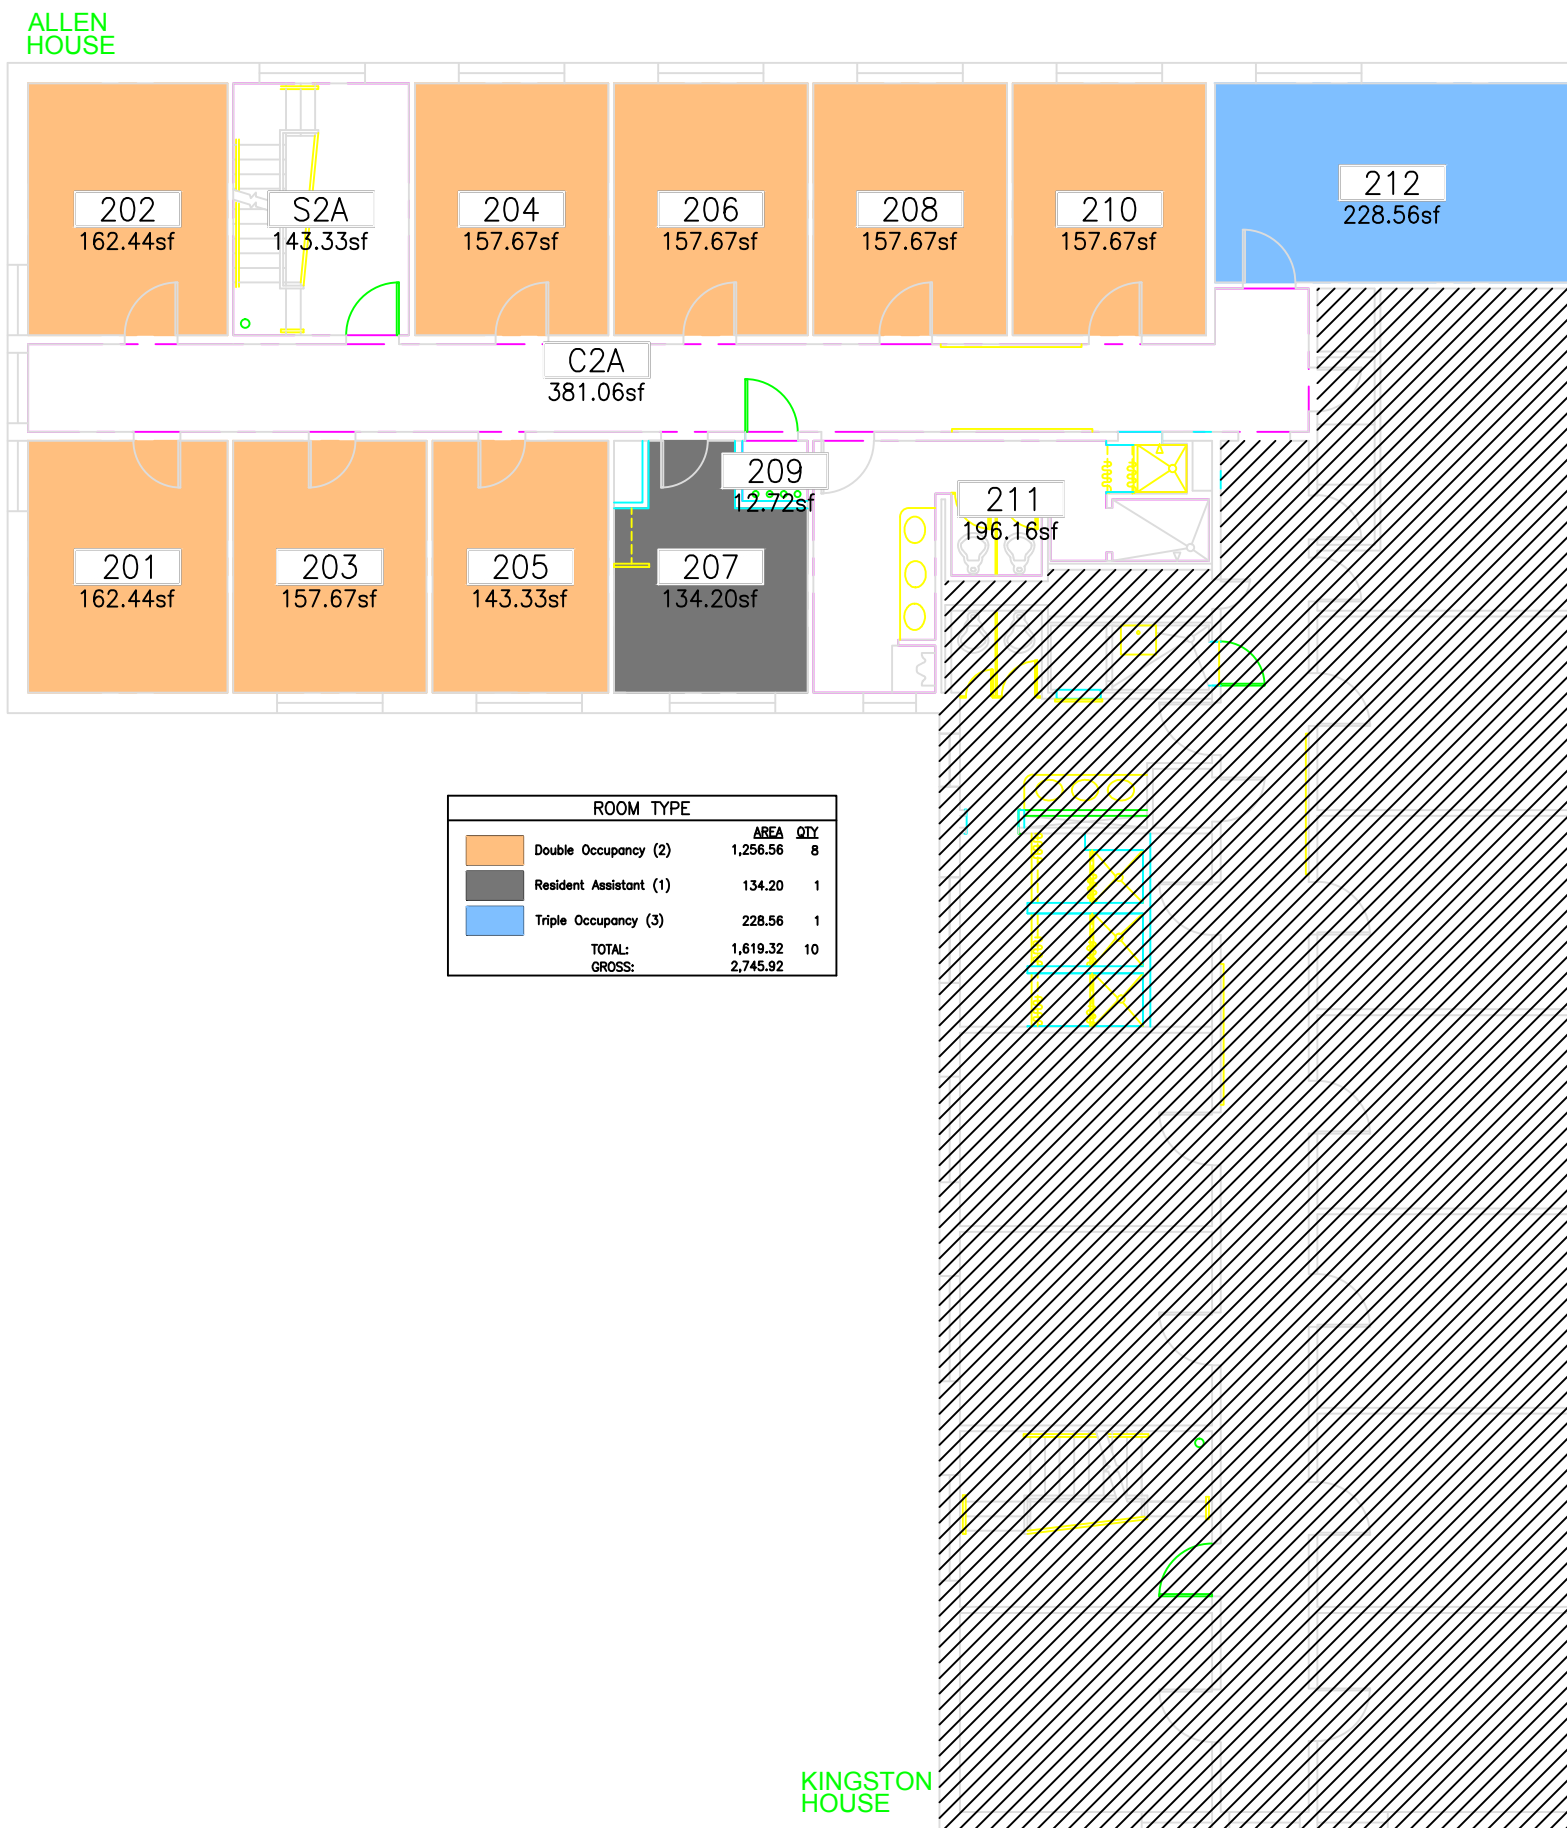 ALLEN
HOUSE
202
162.44sf
S2A
143.33sf
204
157.67sf
206
157.67sf
208
157.67sf
210
157.67sf
212
228.56sf
C2A
381.06sf
201
162.44sf
203
157.67sf
205
143.33sf
207
134.20sf
209
12.72sf
211
196.16sf
ROOM TYPE
AREA QTY
Double Occupancy (2) 1,256.56 8
Resident Assistant (1) 134.20 1
Triple Occupancy (3) 228.56 1
TOTAL: 1,619.32 10
GROSS: 2,745.92
KINGSTON
HOUSE